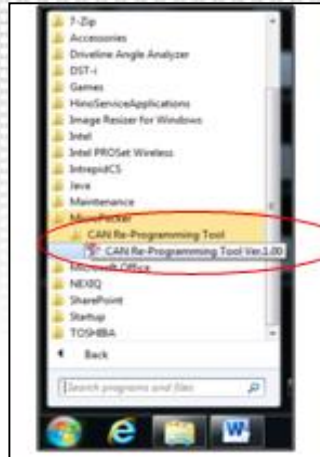 7-Zip
Accessories
Driveline Angle Analyzer
DST-i
Games
HinoServiceApplications
Image Resizer for Windows
Intel
Intel PROSet Wireless
IntrepidCS
Java
Maintenance
MicroPecker
CAN Re-Programming Tool
CAN Re-Programming Tool Ver.1.00
Microsoft Office
NEXIQ
SharePoint
Startup
TOSHIBA
Back
Search programs and files
W